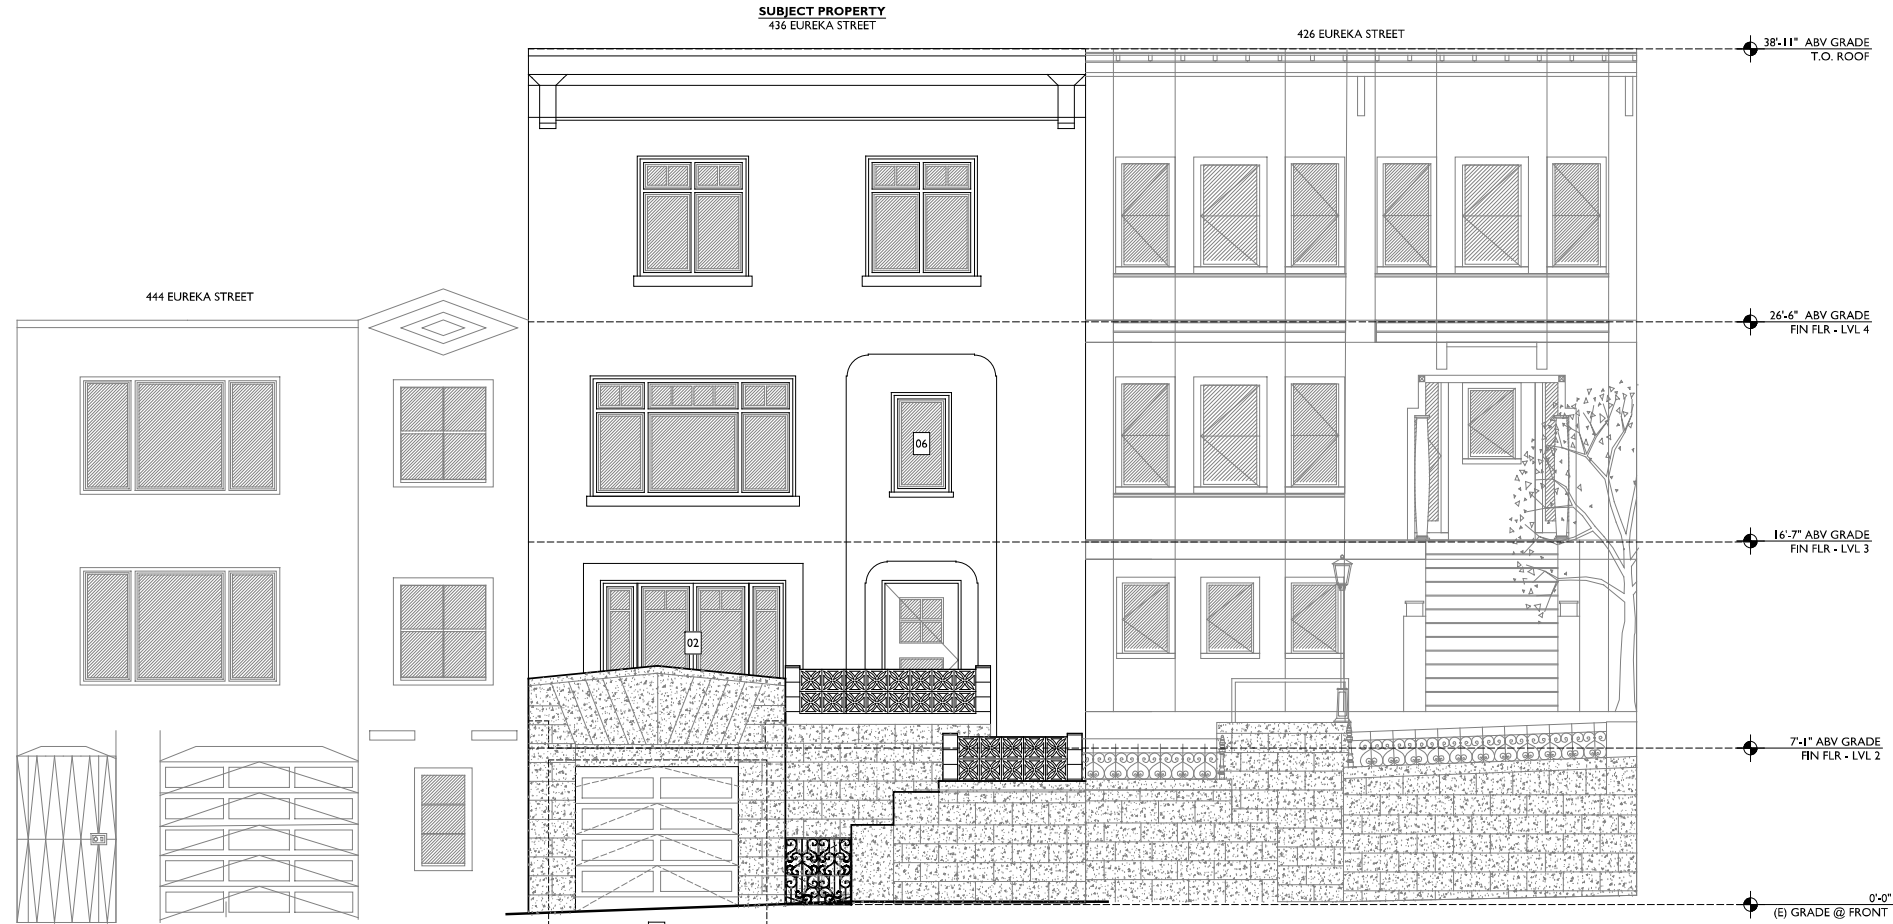 SUBJECT PROPERTY
436 EUREKA STREET
426 EUREKA STREET
38'-11" ABV GRADE
T.O. ROOF
444 EUREKA STREET
26'-6" ABV GRADE
FIN FLR - LVL 4
06
16'-7" ABV GRADE
FIN FLR - LVL 3
02
7'-1" ABV GRADE
FIN FLR - LVL 2
0'-0"
(E) GRADE @ FRONT